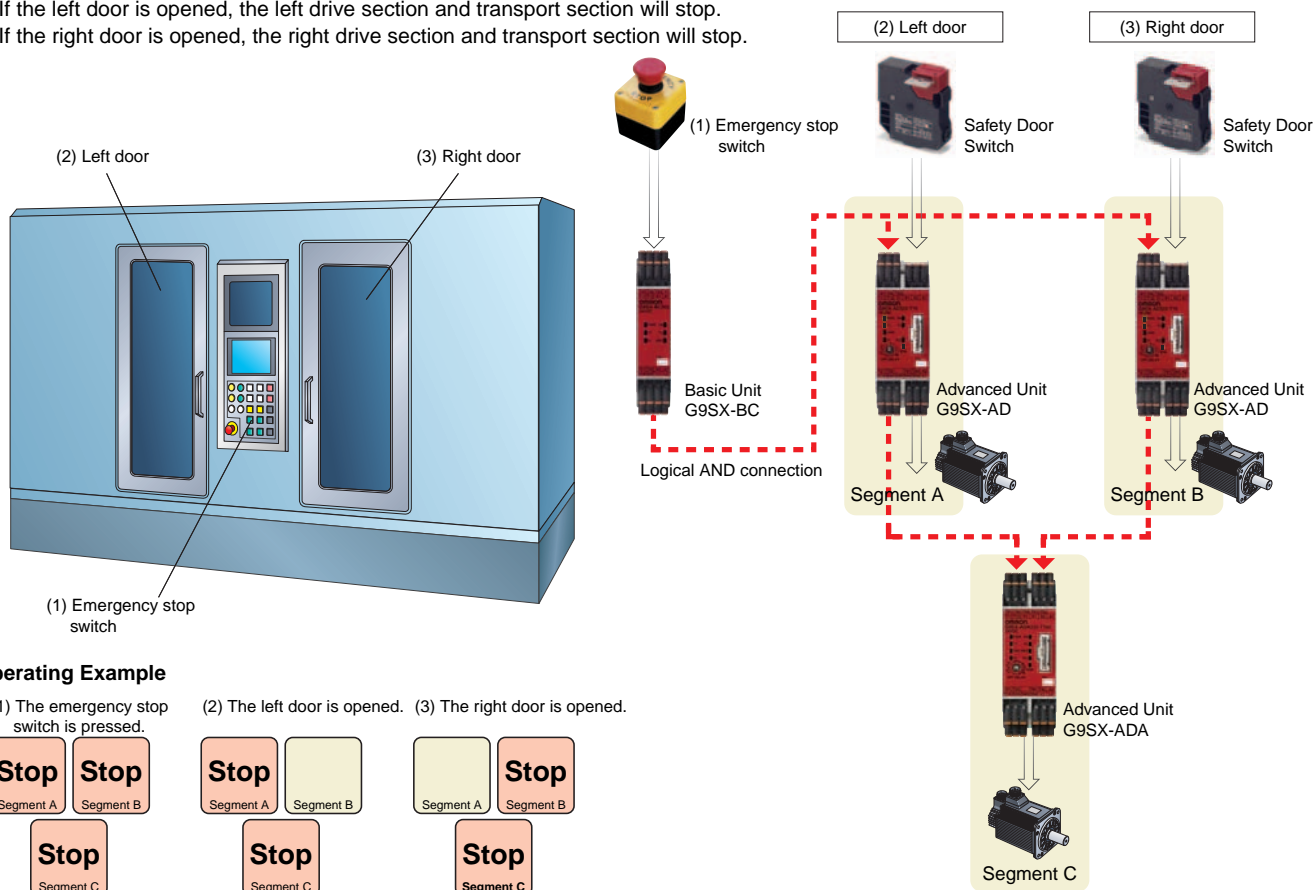 If the left door is opened, the left drive section and transport section will stop.
If the right door is opened, the right drive section and transport section will stop.
(2) Left door
(3) Right door
(1) Emergency stop
switch
Safety Door
Switch
Safety Door
Switch
(2) Left door
(3) Right door
Basic Unit
G9SX-BC
Advanced Unit
G9SX-AD
Advanced Unit
G9SX-AD
Logical AND connection
Segment A
Segment B
(1) Emergency stop
switch
Advanced Unit
G9SX-ADA
Segment C
perating Example
1) The emergency stop
switch is pressed.
(2) The left door is opened.
(3) The right door is opened.
Stop
Segment A
Stop
Segment B
Stop
Segment C
Stop
Segment A
Segment B
Stop
Segment C
Segment A
Stop
Segment B
Stop
Segment C